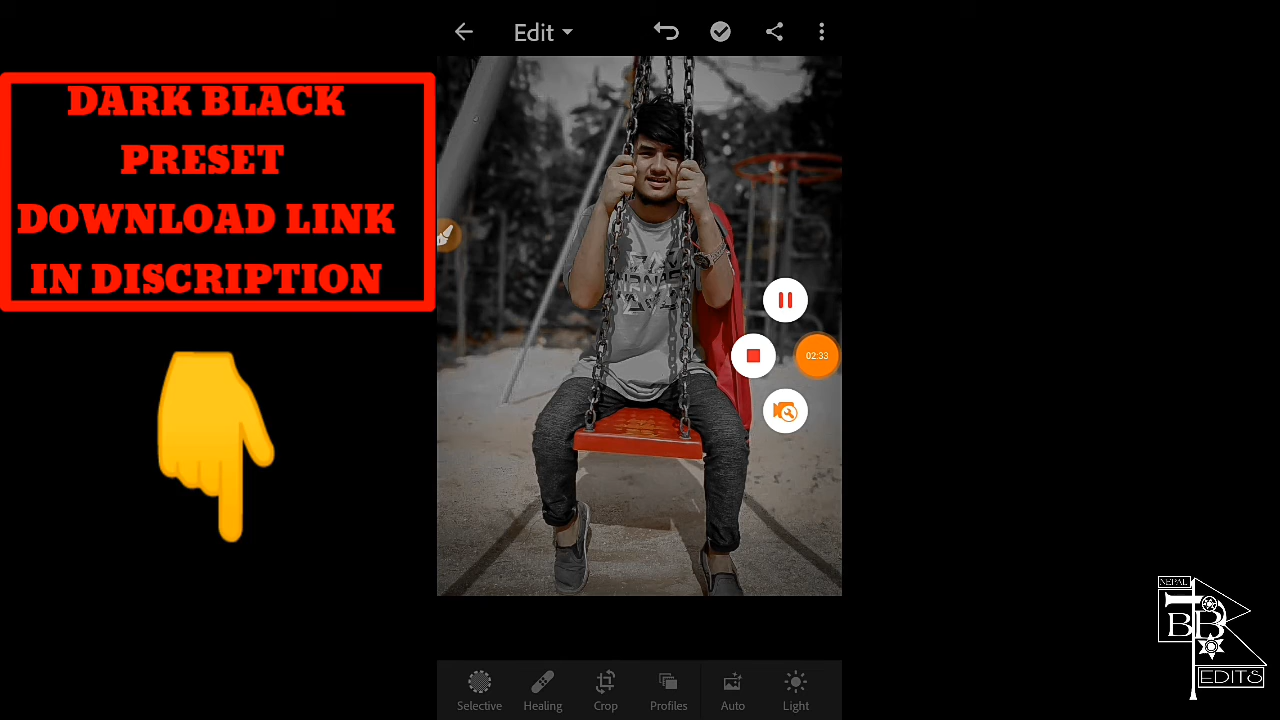 Edit
DARK BLACK
PRESET
DOWNLOAD LINK
IN DISCRIPTION
02:33
Selective
Healing
Crop
Profiles
Auto
Light
NEPAL
BB
EDITS